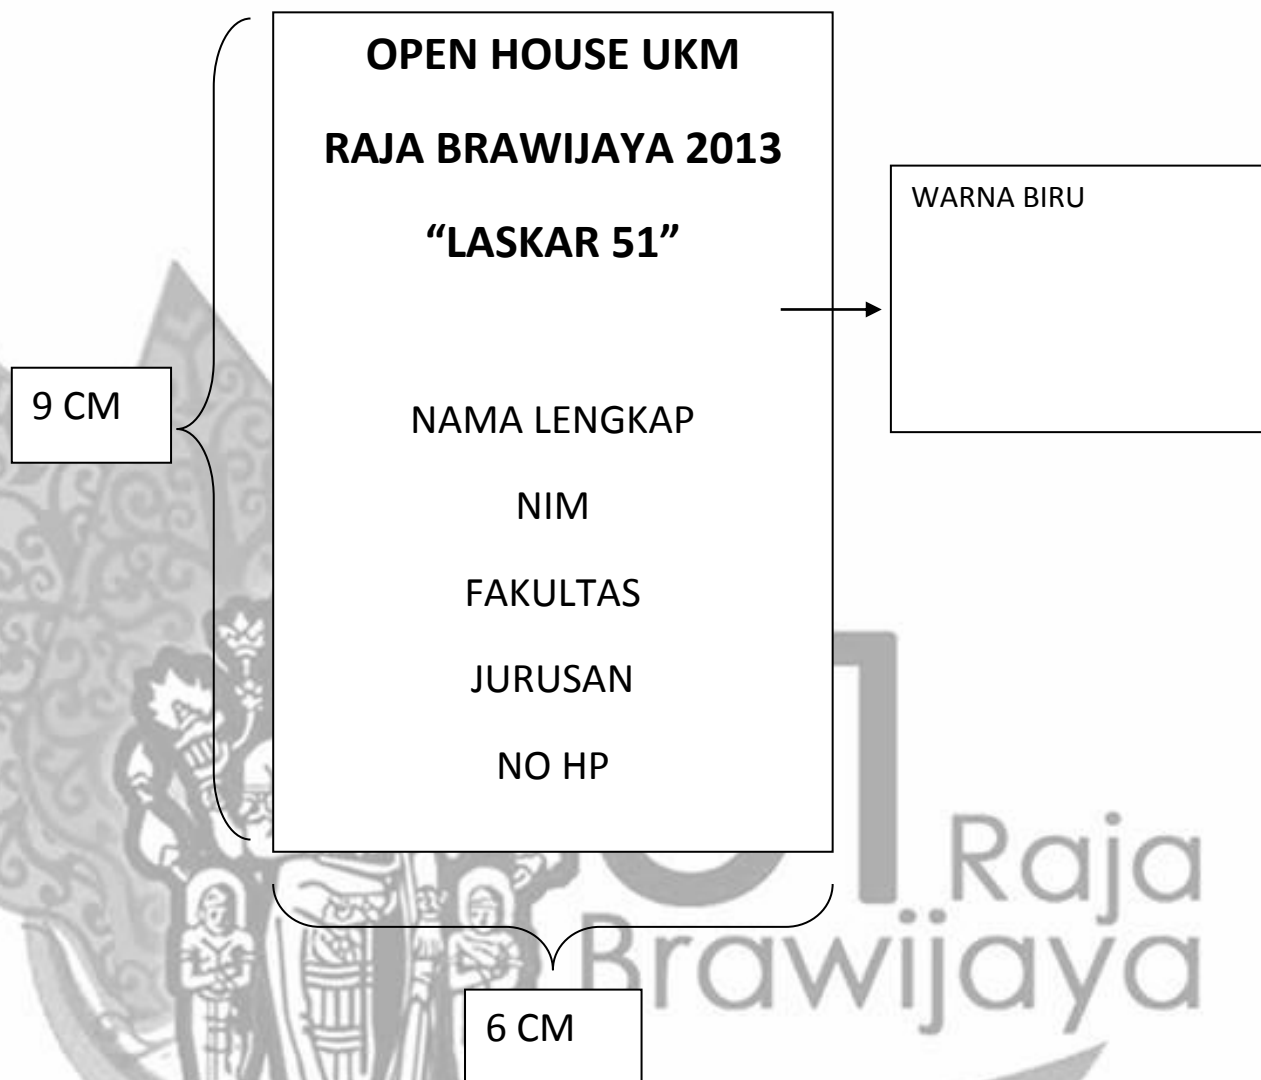 OPEN HOUSE UKM
RAJA BRAWIJAYA 2013
“LASKAR 51”
WARNA BIRU
9 CM
NAMA LENGKAP
NIM
FAKULTAS
JURUSAN
NO HP
51 Raja
Brawijaya
6 CM